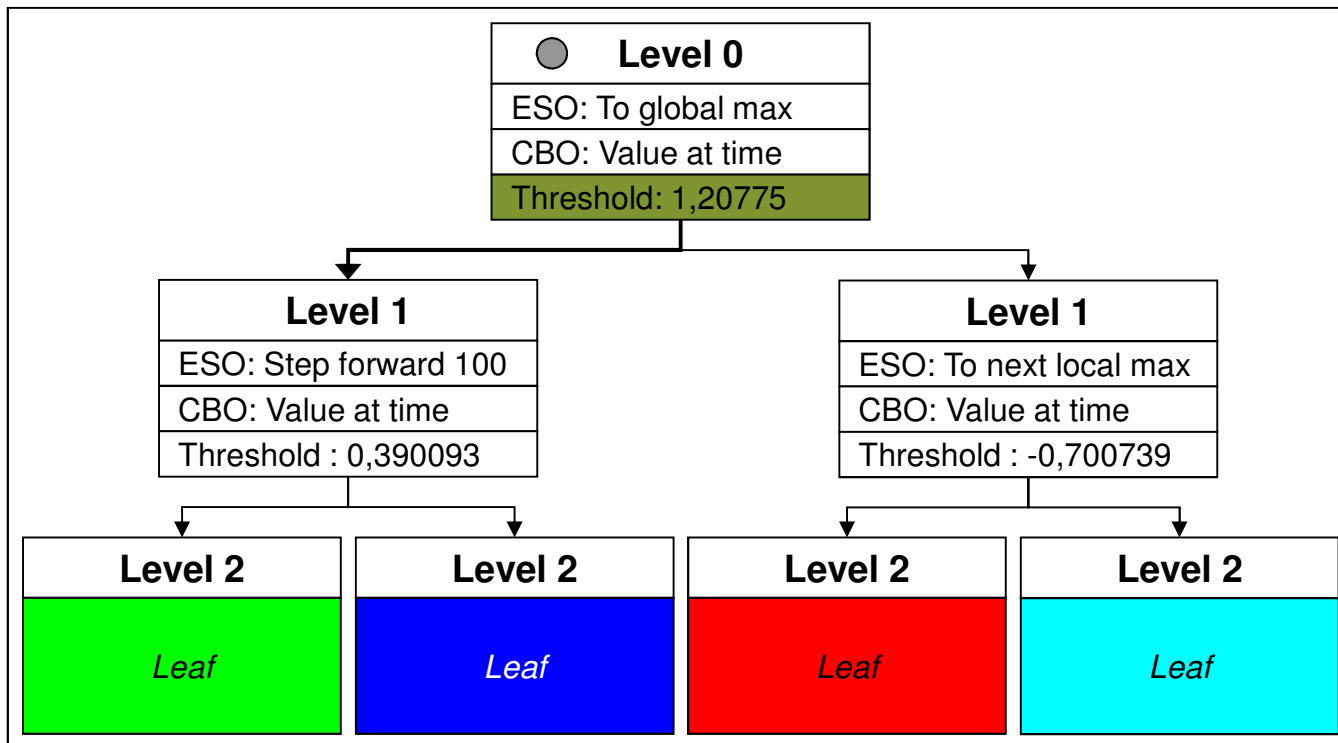 Level 0
ESO: To global max
CBO: Value at time
Threshold: 1,20775
Level 1
ESO: Step forward 100
CBO: Value at time
Threshold : 0,390093
Level 1
ESO: To next local max
CBO: Value at time
Threshold : -0,700739
Level 2
Leaf
Level 2
Leaf
Level 2
Leaf
Level 2
Leaf